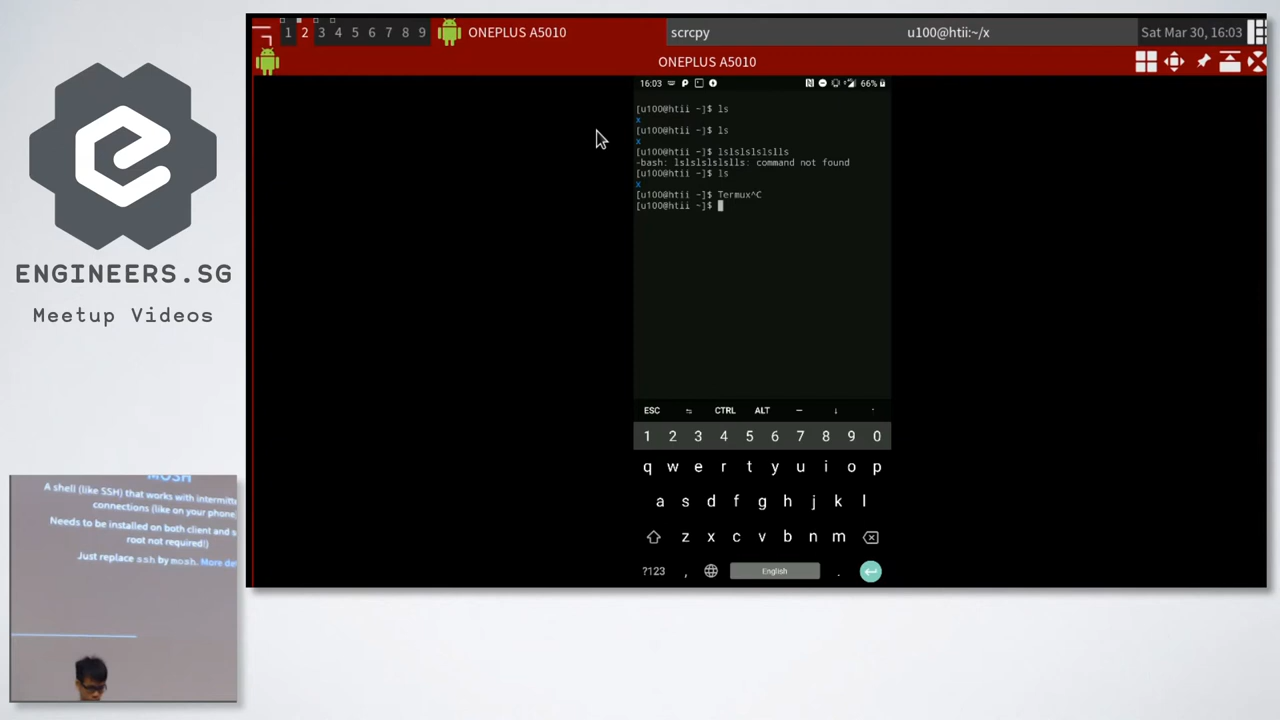 1 2 3 4 5 6 7 8 9
ONEPLUS A5010
scrcpy
u100@htii:~/x
Sat Mar 30, 16:03
ONEPLUS A5010
16:03
66%
[u100@htii ~]$ ls
x
[u100@htii ~]$ ls
x
[u100@htii ~]$ lslslslslslls
-bash: lslslslslslls: command not found
[u100@htii ~]$ ls
x
[u100@htii ~]$ Termux^C
[u100@htii ~]$
ESC
CTRL
ALT
1 2 3 4 5 6 7 8 9 0
q w e r t y u i o p
a s d f g h j k l
z x c v b n m
?123
,
English
.
ENGINEERS.SG
Meetup Videos
MOSH
A shell (like SSH) that works with intermitte
connections (like on your phone
Needs to be installed on both client and s
root not required!)
Just replace ssh by mosh. More de